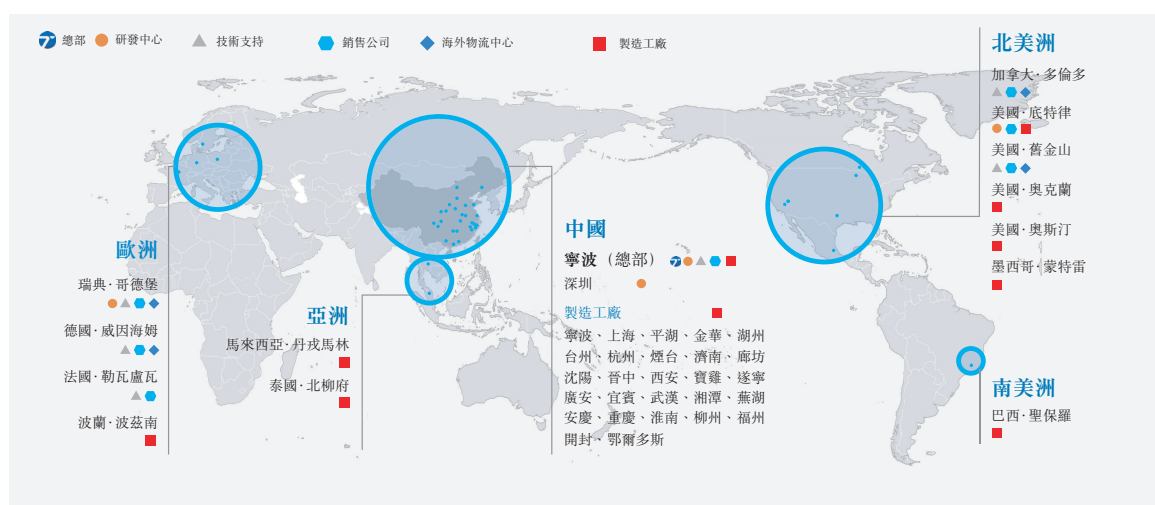 總部 研發中心 技術支持 銷售公司 海外物流中心 製造工廠
歐洲
瑞典·哥德堡
德國·威因海姆
法國·勒瓦盧瓦
波蘭·波茲南
亞洲
馬來西亞·丹戎馬林
泰國·北柳府
中國
寧波（總部）
深圳
製造工廠
寧波、上海、平湖、金華、湖州
台州、杭州、煙台、濟南、廊坊
沈陽、晉中、西安、寶雞、遂寧
廣安、宜賓、武漢、湘潭、蕪湖
安慶、重慶、淮南、柳州、福州
開封、鄂爾多斯
北美洲
加拿大·多倫多
美國·底特律
美國·舊金山
美國·奧克蘭
美國·奧斯汀
墨西哥·蒙特雷
南美洲
巴西·聖保羅